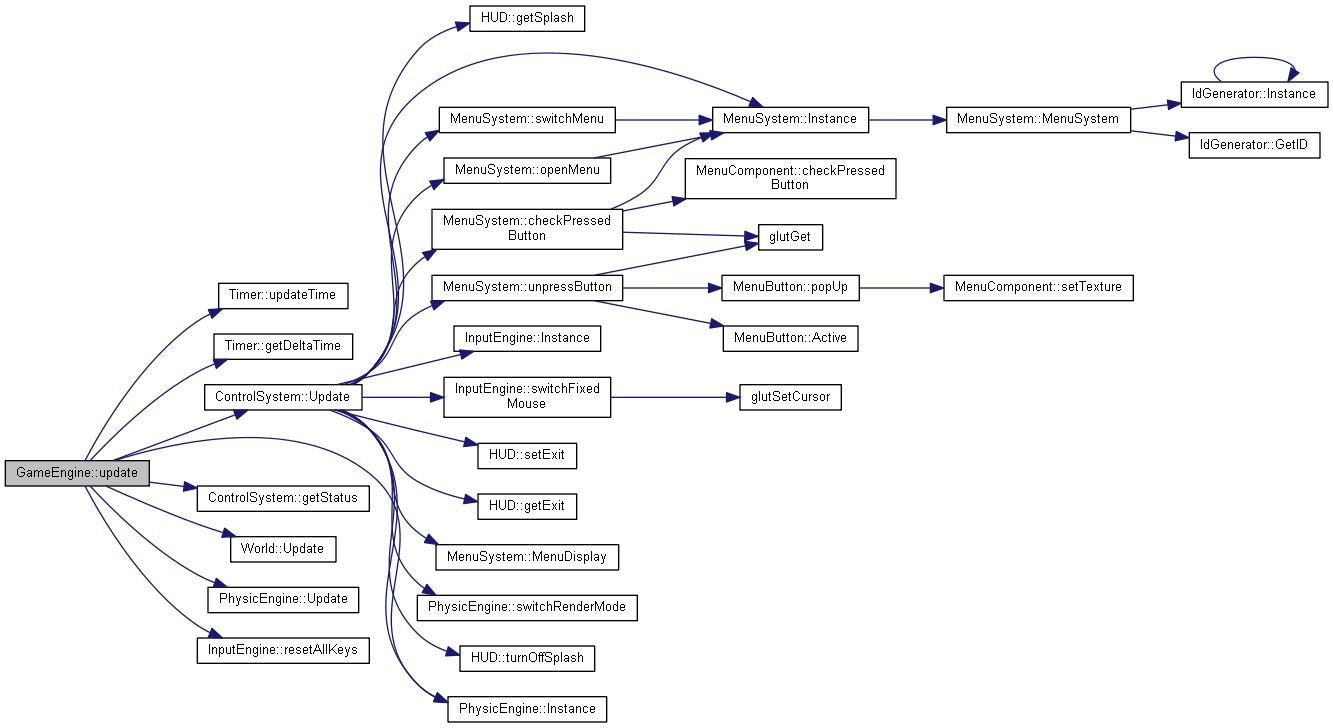 HUD::getSplash
IdGenerator::Instance
MenuSystem::switchMenu
MenuSystem::Instance
MenuSystem::MenuSystem
IdGenerator::GetID
MenuSystem::openMenu
MenuComponent::checkPressed
Button
MenuSystem::checkPressed
Button
glutGet
MenuSystem::unpressButton
MenuButton::popUp
MenuComponent::setTexture
Timer::updateTime
InputEngine::Instance
MenuButton::Active
Timer::getDeltaTime
ControlSystem::Update
InputEngine::switchFixed
Mouse
glutSetCursor
HUD::setExit
GameEngine::update
ControlSystem::getStatus
HUD::getExit
World::Update
MenuSystem::MenuDisplay
PhysicEngine::Update
PhysicEngine::switchRenderMode
InputEngine::resetAllKeys
HUD::turnOffSplash
PhysicEngine::Instance